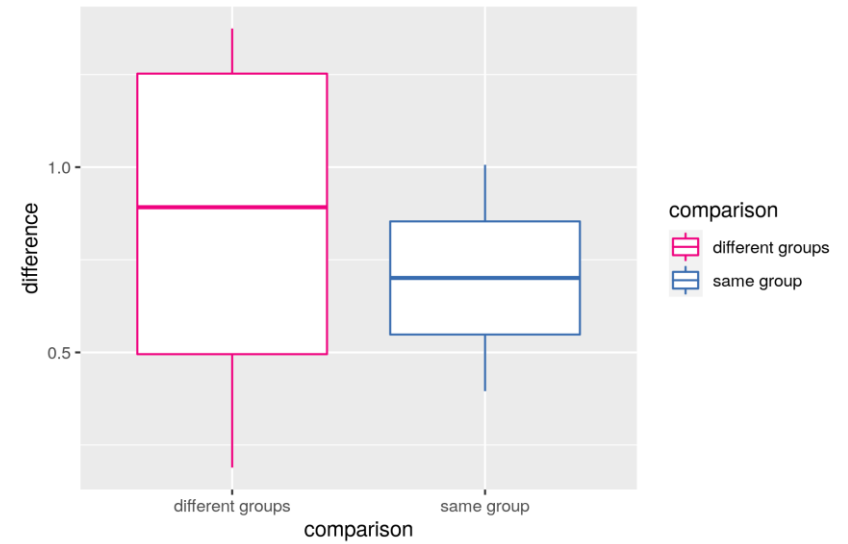 difference
1.0
0.5
different groups
same group
comparison
comparison
different groups
same group